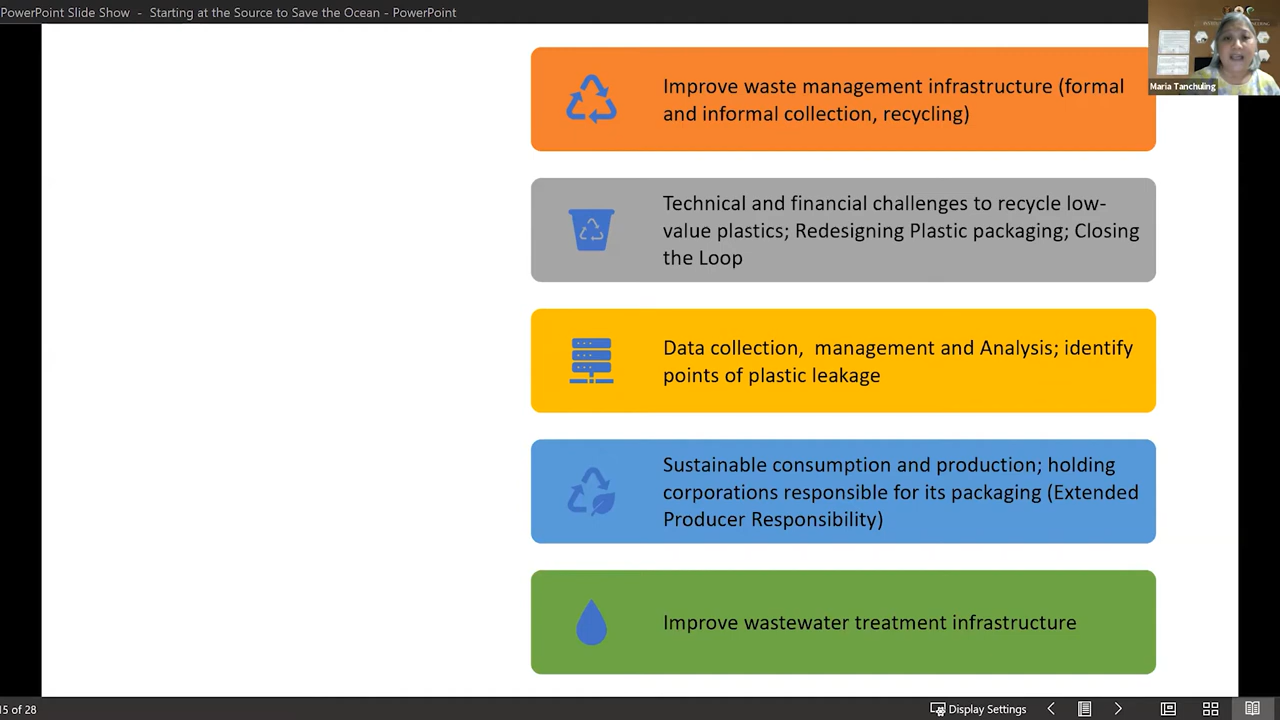 PowerPoint Slide Show - Starting at the Source to Save the Ocean - PowerPoint
Maria Tanchuling
Improve waste management infrastructure (formal
and informal collection, recycling)
Technical and financial challenges to recycle low-
value plastics; Redesigning Plastic packaging; Closing
the Loop
Data collection,  management and Analysis; identify
points of plastic leakage
Sustainable consumption and production; holding
corporations responsible for its packaging (Extended
Producer Responsibility)
Improve wastewater treatment infrastructure
15 of 28
Display Settings